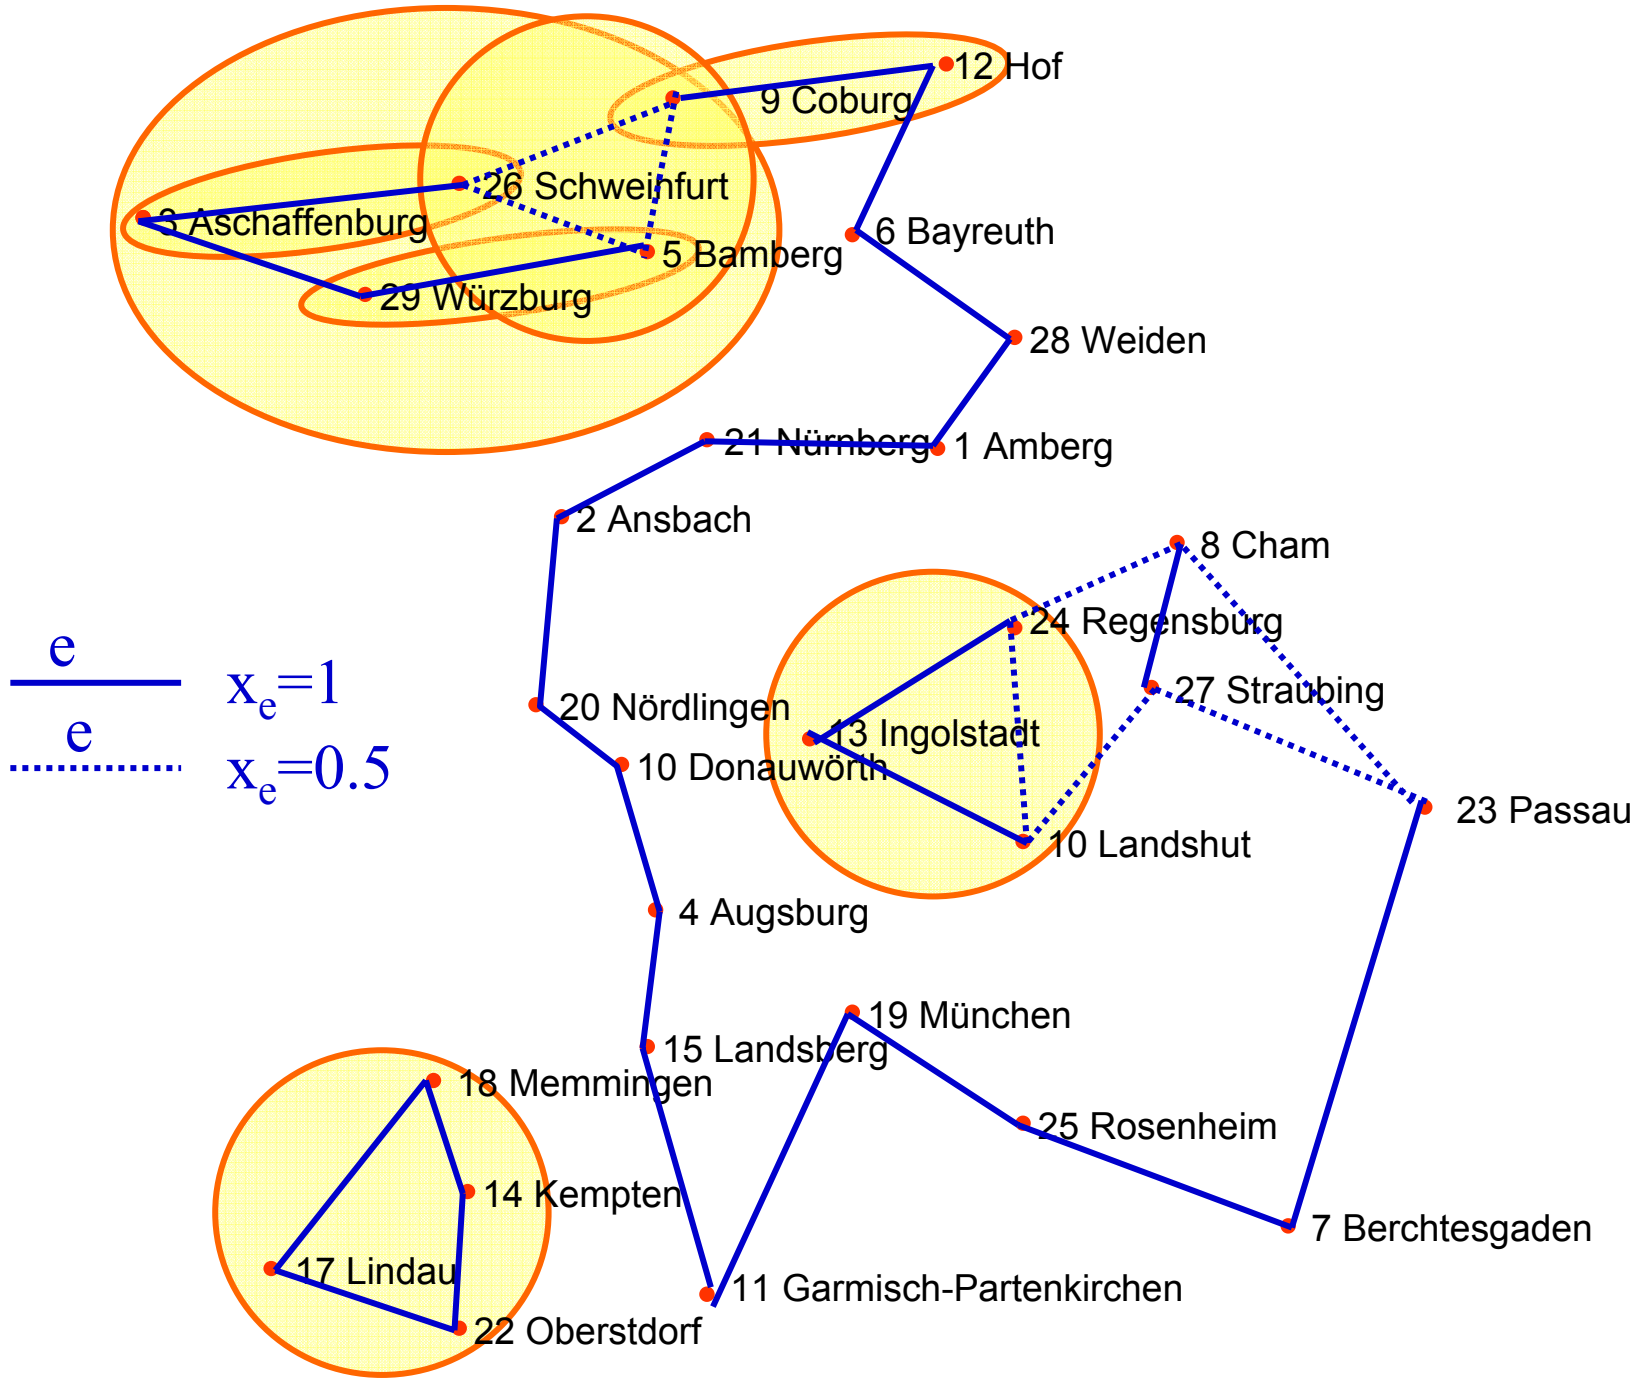 12 Hof
9 Coburg
26 Schweinfurt
3 Aschaffenburg
6 Bayreuth
5 Bamberg
29 Würzburg
28 Weiden
21 Nürnberg
1 Amberg
2 Ansbach
8 Cham
24 Regensburg
e
x_e=1
27 Straubing
20 Nördlingen
13 Ingolstadt
e
x_e=0.5
10 Donauwörth
23 Passau
10 Landshut
4 Augsburg
19 München
15 Landsberg
18 Memmingen
25 Rosenheim
14 Kempten
7 Berchtesgaden
17 Lindau
11 Garmisch-Partenkirchen
22 Oberstdorf